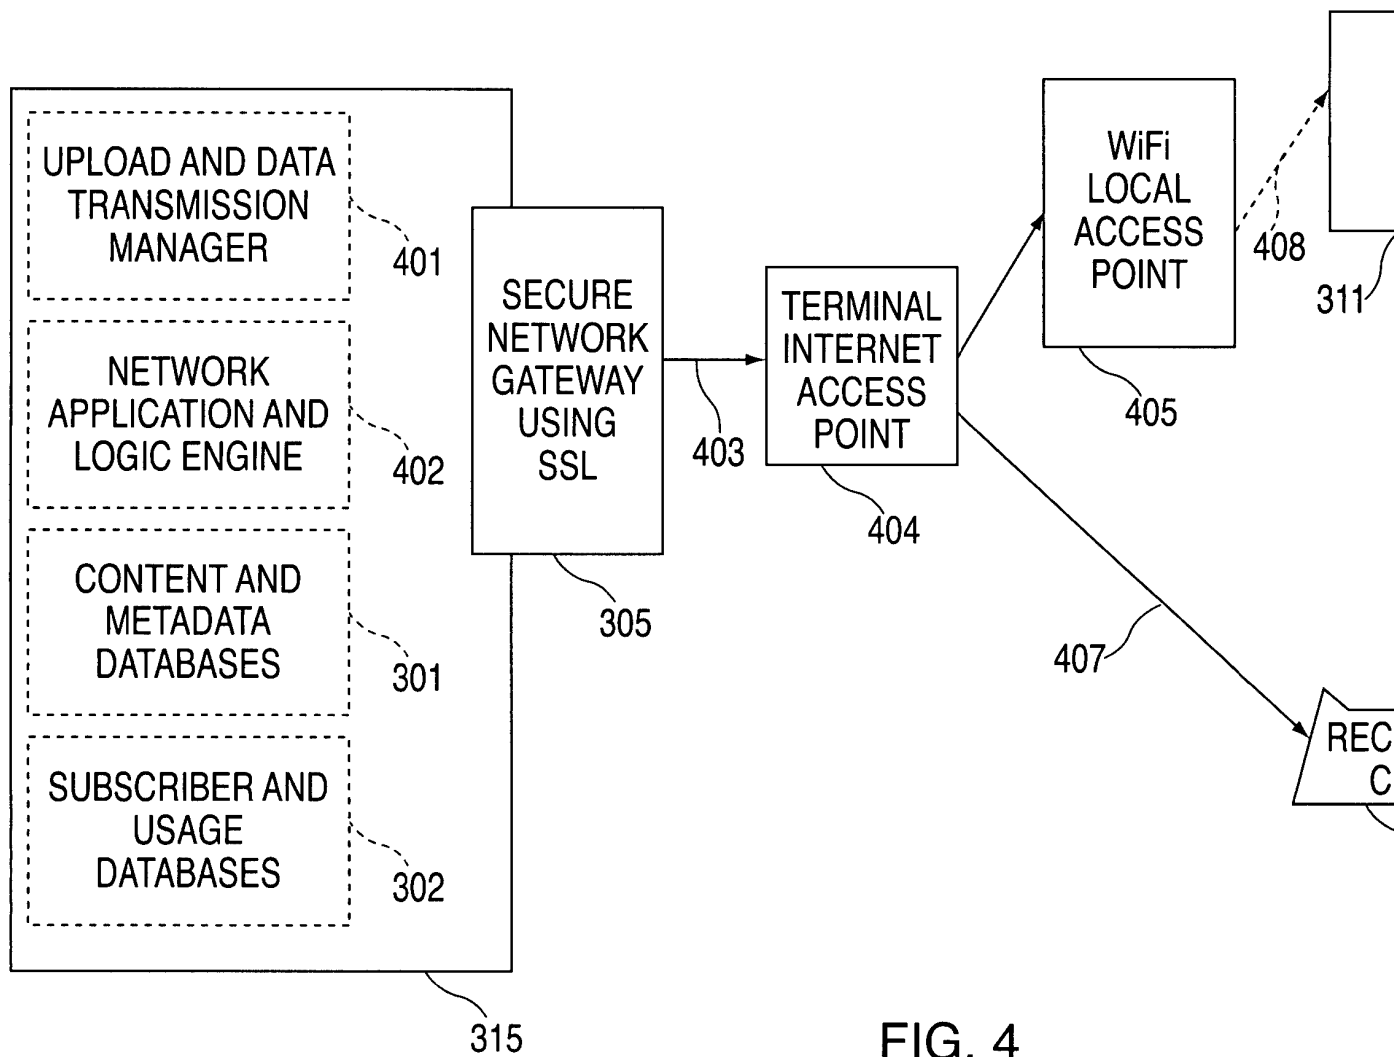 UPLOAD AND DATA
TRANSMISSION
MANAGER
401
NETWORK
APPLICATION AND
LOGIC ENGINE
402
CONTENT AND
METADATA
DATABASES
301
SUBSCRIBER AND
USAGE
DATABASES
302
315
SECURE
NETWORK
GATEWAY
USING
SSL
305
403
TERMINAL
INTERNET
ACCESS
POINT
404
WiFi
LOCAL
ACCESS
POINT
405
408
311
407
REC
C
FIG. 4